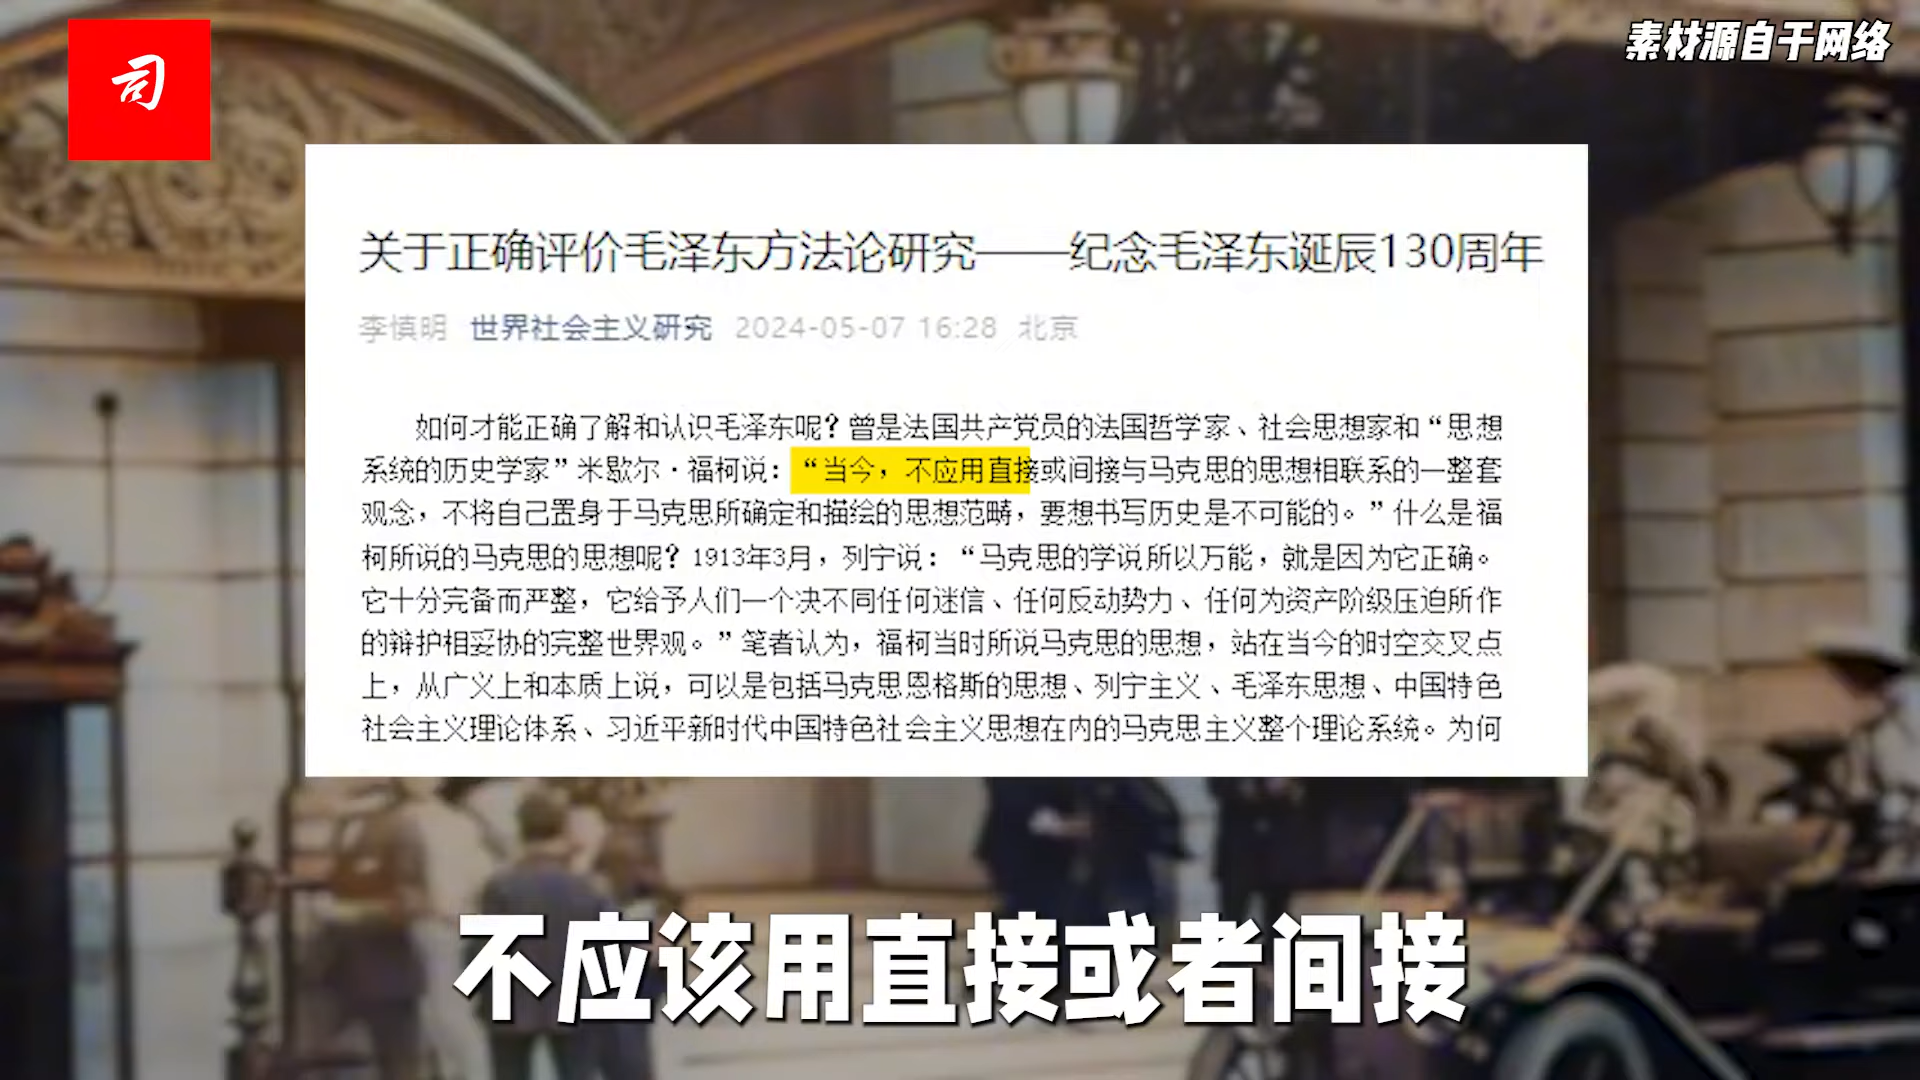 司
素材源自于网络
关于正确评价毛泽东方法论研究——纪念毛泽东诞辰130周年
李慎明 世界社会主义研究 2024-05-07 16:28 北京
如何才能正确了解和认识毛泽东呢？曾是法国共产党员的法国哲学家、社会思想家和“思想
系统的历史学家”米歇尔·福柯说：“当今，不应用直接或间接与马克思的思想相联系的一整套
观念，不将自己置身于马克思所确定和描绘的思想范畴，要想书写历史是不可能的。”什么是福
柯所说的马克思的思想呢？1913年3月，列宁说：“马克思的学说所以万能，就是因为它正确。
它十分完备而严整，它给予人们一个决不同任何迷信、任何反动势力、任何为资产阶级压迫所作
的辩护相妥协的完整世界观。”笔者认为，福柯当时所说马克思的思想，站在当今的时空交叉点
上，从广义上和本质上说，可以是包括马克思恩格斯的思想、列宁主义、毛泽东思想、中国特色
社会主义理论体系、习近平新时代中国特色社会主义思想在内的马克思主义整个理论系统。为何
不应该用直接或者间接